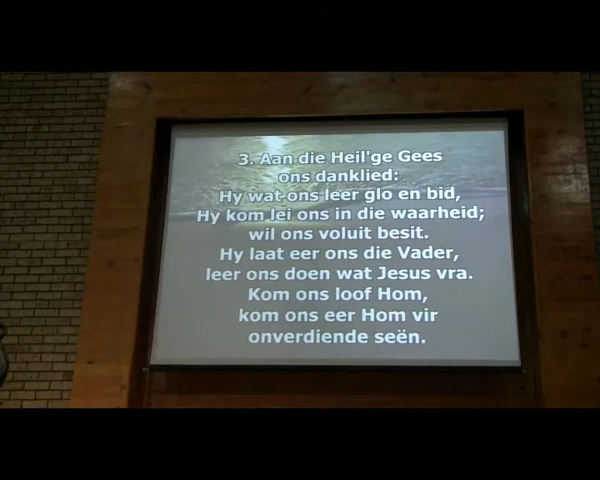 3. Aan die Heil'ge Gees
ons danklied:
Hy wat ons leer glo en bid,
Hy kom lei ons in die waarheid;
wil ons voluit besit.
Hy laat eer ons die Vader,
leer ons doen wat Jesus vra.
Kom ons loof Hom,
kom ons eer Hom vir
onverdiende seën.